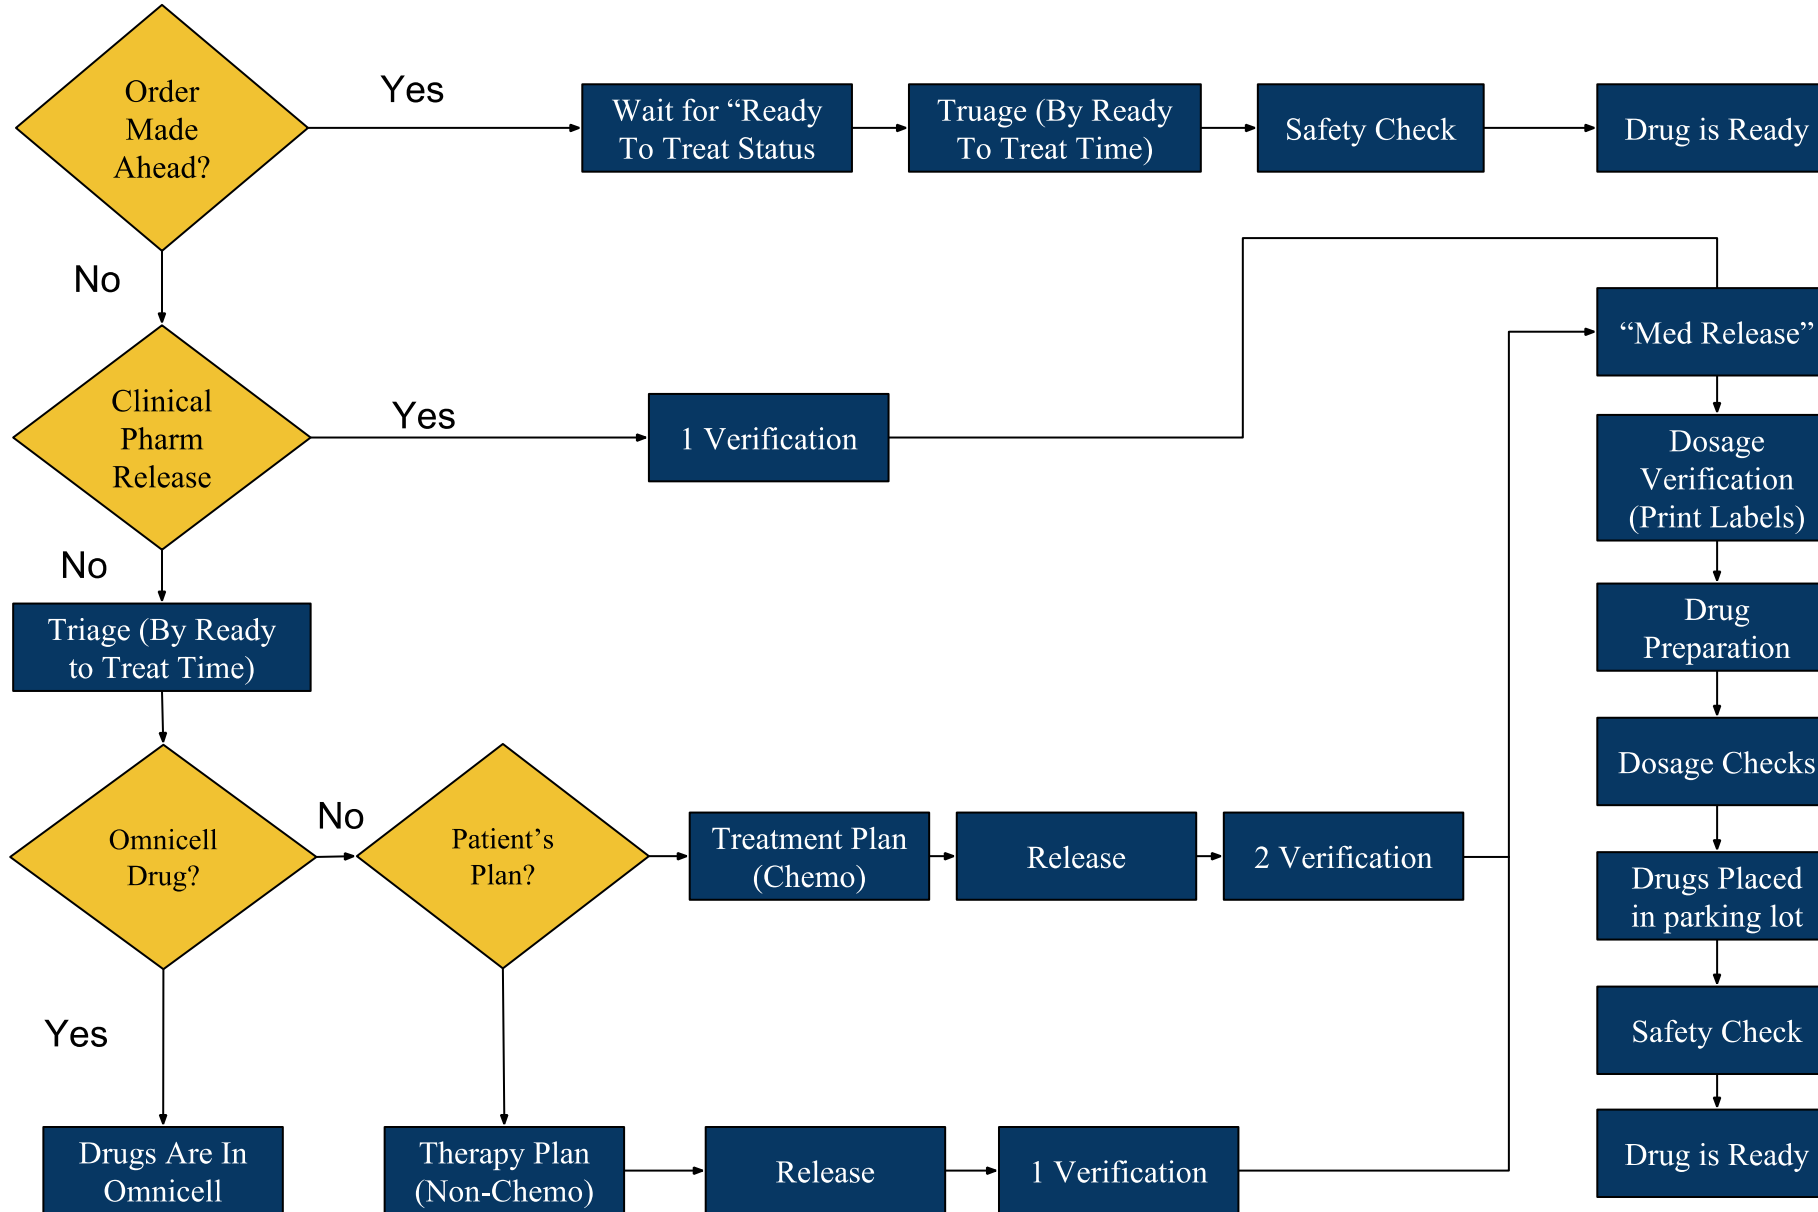 Order
Made
Ahead?
Yes
Wait for “Ready
To Treat Status
Truage (By Ready
To Treat Time)
Safety Check
Drug is Ready
No
Clinical
Pharm
Release
Yes
1 Verification
“Med Release”
Dosage
Verification
(Print Labels)
No
Triage (By Ready
to Treat Time)
Drug
Preparation
Dosage Checks
Omnicell
Drug?
No
Patient’s
Plan?
Treatment Plan
(Chemo)
Release
2 Verification
Drugs Placed
in parking lot
Yes
Safety Check
Drugs Are In
Omnicell
Therapy Plan
(Non-Chemo)
Release
1 Verification
Drug is Ready